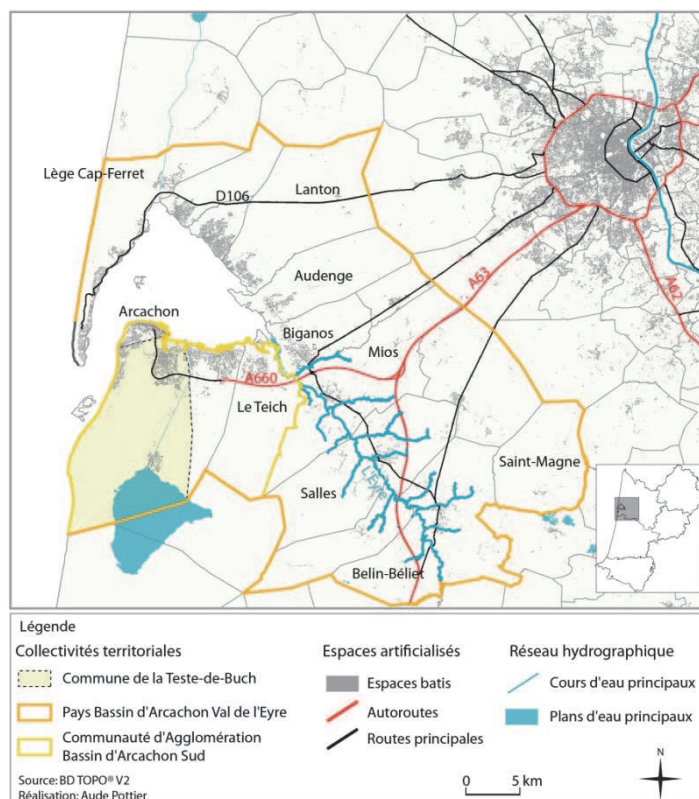 Lège Cap-Ferret
D106
Lanton
Audenge
A63
A62
Arcachon
Biganos
Mios
A660
Le Teich
Saint-Magne
Salles
L'Eyre
Belin-Béliet
Légende
Collectivités territoriales
Commune de la Teste-de-Buch
Pays Bassin d'Arcachon Val de l'Eyre
Communauté d'Agglomération
Bassin d'Arcachon Sud
Source: BD TOPO® V2
Réalisation: Aude Pottier
Espaces artificialisés
Espaces batis
Autoroutes
Routes principales
Réseau hydrographique
Cours d'eau principaux
Plans d'eau principaux
0 5 km
N